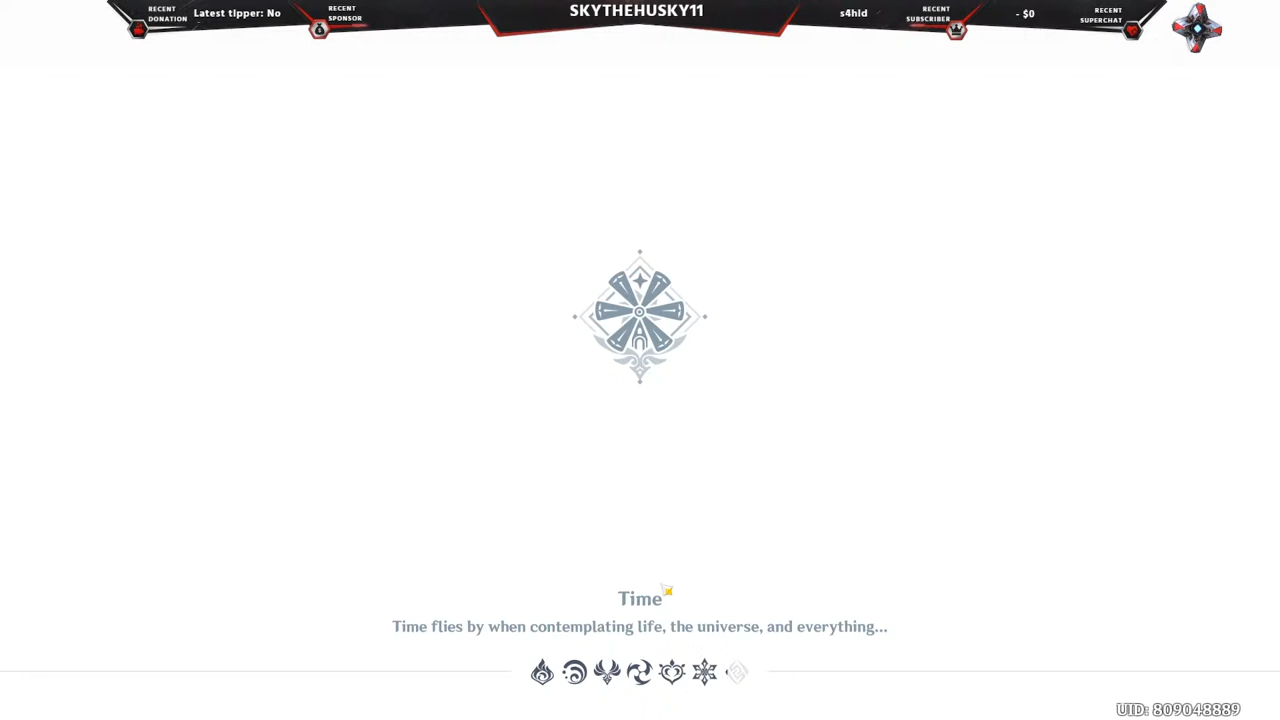 RECENT
DONATION
Latest tipper: No
RECENT
SPONSOR
SKYTHEHUSKY11
s4hld
RECENT
SUBSCRIBER
- $0
RECENT
SUPERCHAT
Time
Time flies by when contemplating life, the universe, and everything...
UID: 809048889